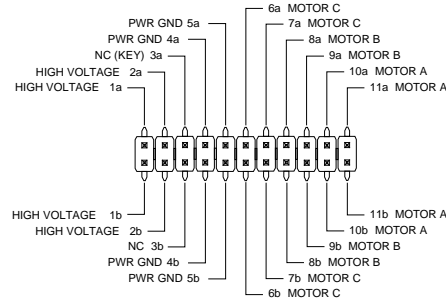 6a MOTOR C
PWR GND 5a 7a MOTOR C
PWR GND 4a 8a MOTOR B
NC (KEY) 3a 9a MOTOR B
HIGH VOLTAGE 2a 10a MOTOR A
HIGH VOLTAGE 1a 11a MOTOR A
HIGH VOLTAGE 1b 11b MOTOR A
HIGH VOLTAGE 2b 10b MOTOR A
NC 3b 9b MOTOR B
PWR GND 4b 8b MOTOR B
PWR GND 5b 7b MOTOR C
6b MOTOR C